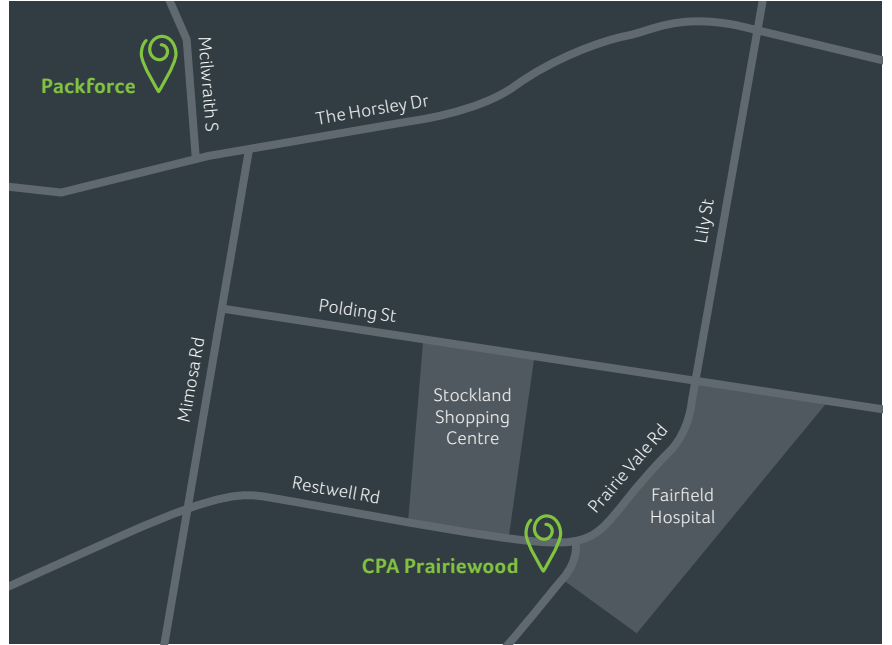 Mcilwraith S
Packforce
The Horsley Dr
Lily St
Polding St
Mimosa Rd
Stockland
Shopping
Centre
Prairie Vale Rd
Restwell Rd
Fairfield
Hospital
CPA Prairiewood